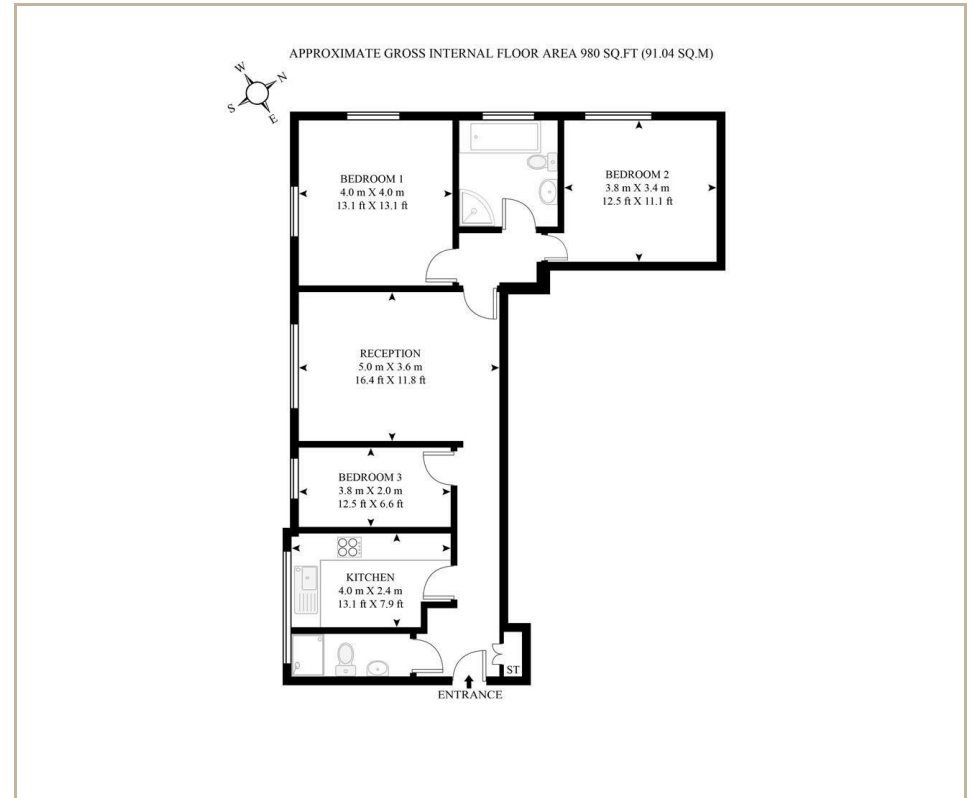 APPROXIMATE GROSS INTERNAL FLOOR AREA 980 SQ.FT (91.04 SQ.M)
W
N
S
E
BEDROOM 1
4.0 m X 4.0 m
13.1 ft X 13.1 ft
BEDROOM 2
3.8 m X 3.4 m
12.5 ft X 11.1 ft
RECEPTION
5.0 m X 3.6 m
16.4 ft X 11.8 ft
BEDROOM 3
3.8 m X 2.0 m
12.5 ft X 6.6 ft
KITCHEN
4.0 m X 2.4 m
13.1 ft X 7.9 ft
ST
ENTRANCE